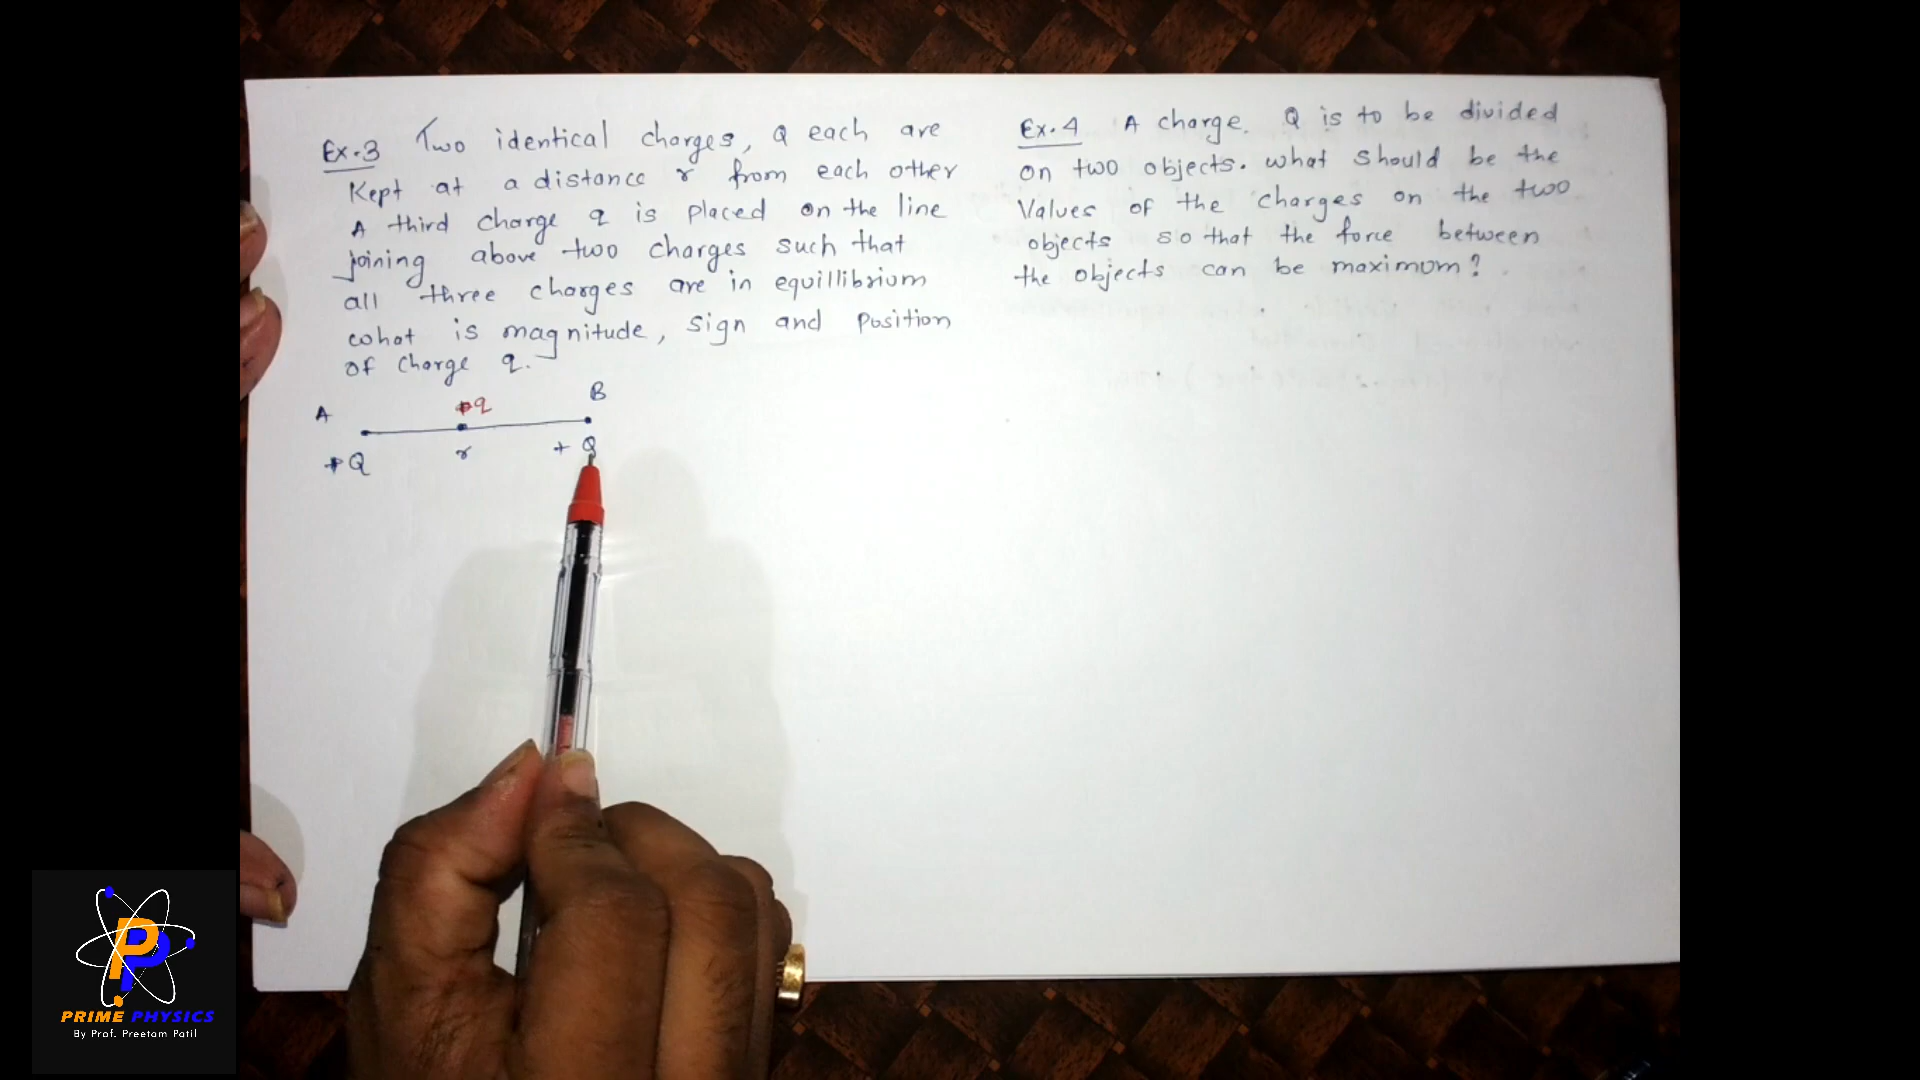 Ex.3 Two identical charges, Q each are
Kept at a distance r from each other
A third charge q is placed on the line
joining above two charges such that
all three charges are in equillibrium
what is magnitude, sign and position
of charge q.
A
+q
B
+Q
r
+ Q
Ex.4 A charge. Q is to be divided
on two objects. what should be the
Values of the charges on the two
objects so that the force between
the objects can be maximum?
PRIME PHYSICS
By Prof. Preetam Patil